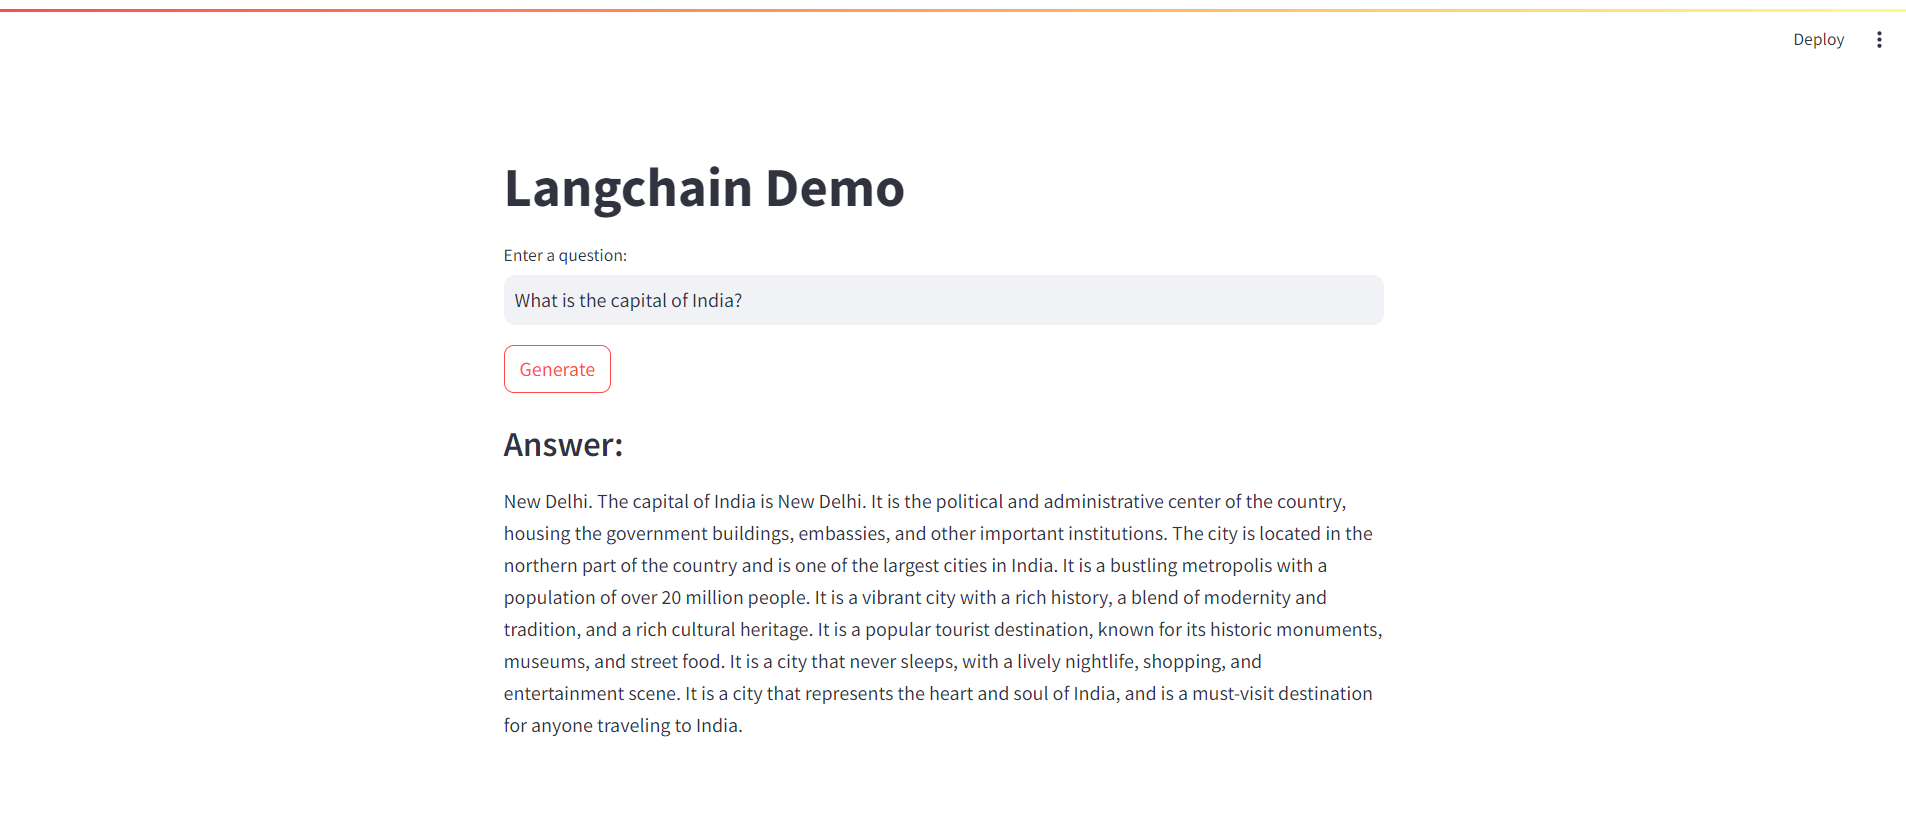 Deploy
Langchain Demo
Enter a question:
What is the capital of India?
Generate
Answer:
New Delhi. The capital of India is New Delhi. It is the political and administrative center of the country,
housing the government buildings, embassies, and other important institutions. The city is located in the
northern part of the country and is one of the largest cities in India. It is a bustling metropolis with a
population of over 20 million people. It is a vibrant city with a rich history, a blend of modernity and
tradition, and a rich cultural heritage. It is a popular tourist destination, known for its historic monuments,
museums, and street food. It is a city that never sleeps, with a lively nightlife, shopping, and
entertainment scene. It is a city that represents the heart and soul of India, and is a must-visit destination
for anyone traveling to India.